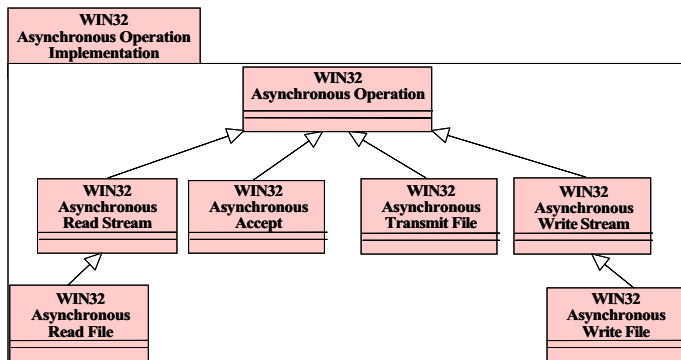 WIN32
Asynchronous Operation
Implementation
WIN32
Asynchronous Operation
WIN32
Asynchronous
Read Stream
WIN32
Asynchronous
Accept
WIN32
Asynchronous
Transmit File
WIN32
Asynchronous
Write Stream
WIN32
Asynchronous
Read File
WIN32
Asynchronous
Write File